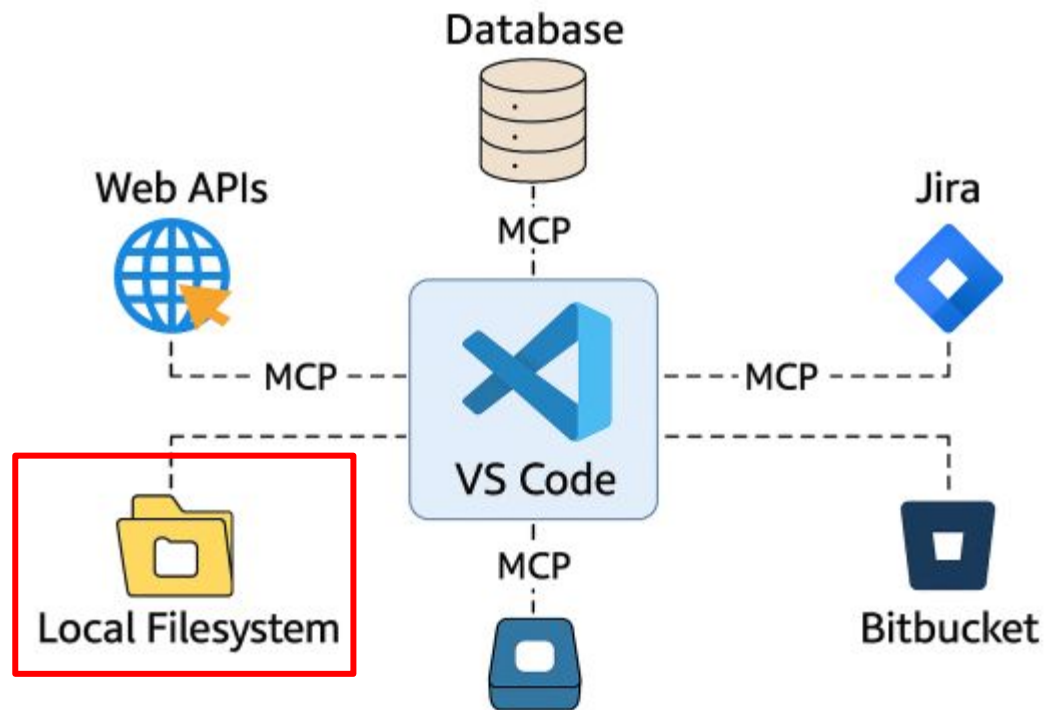 Database
Web APIs
Jira
MCP
MCP
MCP
VS Code
Local Filesystem
MCP
Bitbucket